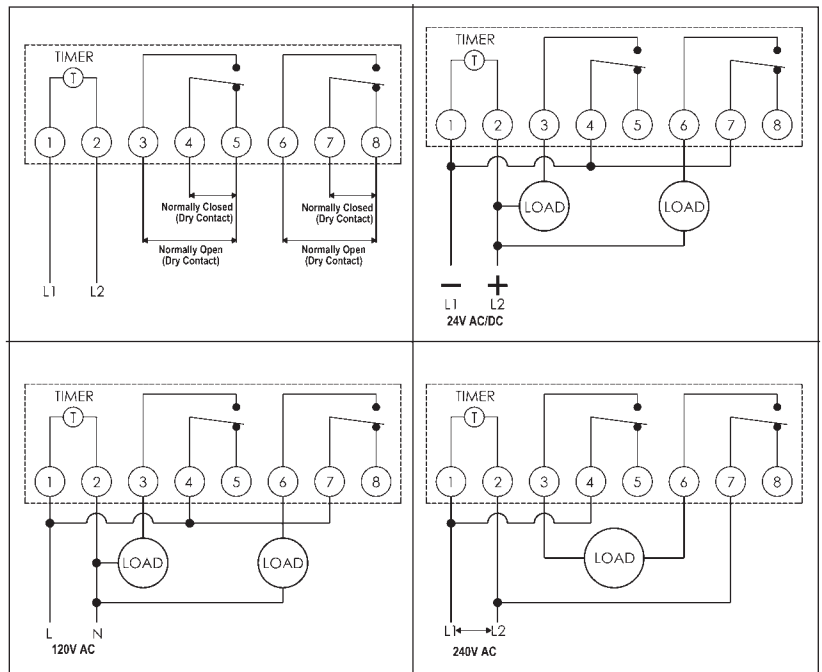 TIMER
T
1 2 3 4 5 6 7 8
Normally Closed
(Dry Contact)
Normally Closed
(Dry Contact)
Normally Open
(Dry Contact)
Normally Open
(Dry Contact)
L1 L2
TIMER
T
1 2 3 4 5 6 7 8
LOAD LOAD
− +
L1 L2
24V AC/DC
TIMER
T
1 2 3 4 5 6 7 8
LOAD LOAD
L N
120V AC
TIMER
T
1 2 3 4 5 6 7 8
LOAD
L1 L2
240V AC